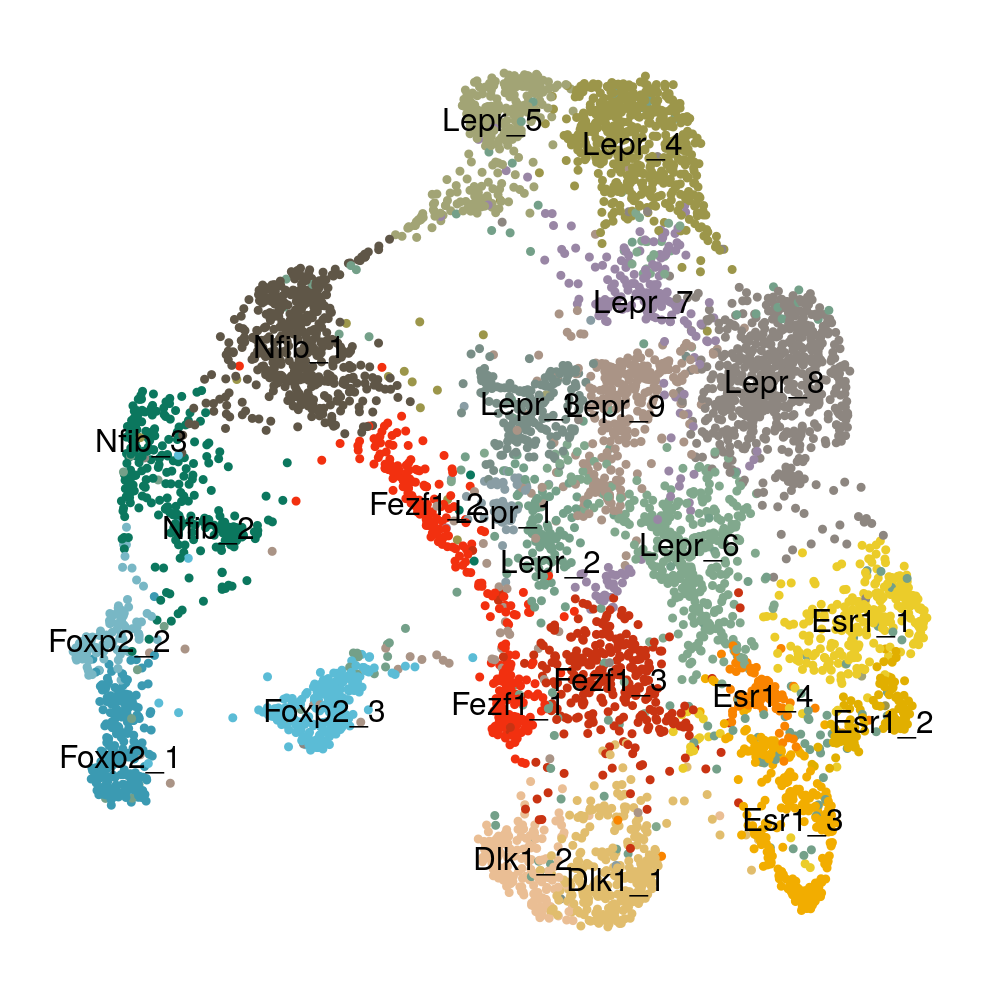 Lepr_5
Lepr_4
Lepr_7
Nfib_1
Lepr_8
Lepr_3
Lepr_9
Nfib_3
Fezf1_2
Lepr_1
Nfib_2
Lepr_6
Lepr_2
Esr1_1
Foxp2_2
Fezf1_3
Esr1_4
Fezf1_1
Foxp2_3
Esr1_2
Foxp2_1
Esr1_3
Dlk1_2
Dlk1_1